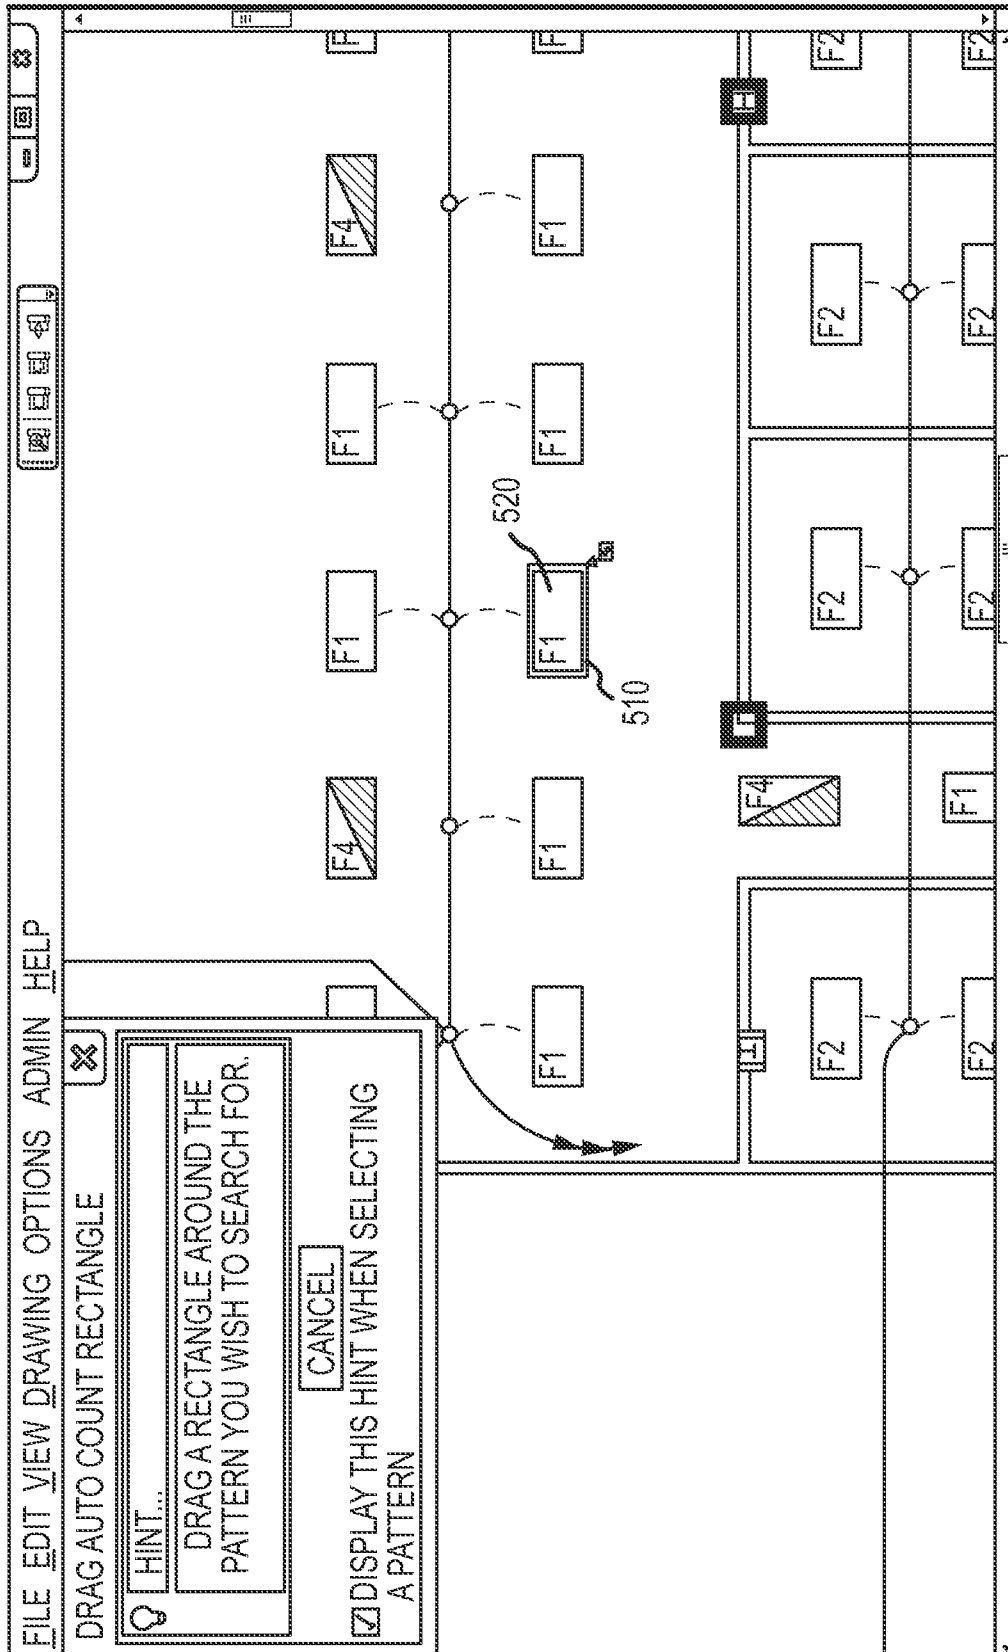 FILE EDIT VIEW DRAWING OPTIONS ADMIN HELP
DRAG AUTO COUNT RECTANGLE
HINT...
DRAG A RECTANGLE AROUND THE
PATTERN YOU WISH TO SEARCH FOR.
CANCEL
DISPLAY THIS HINT WHEN SELECTING
A PATTERN
F4 F1 F1 F4 F
520
F1 F1 F1 F1 F1 F
510
H
F4
F2 F2 F2 F2
F2 F1 F2 F2 F2